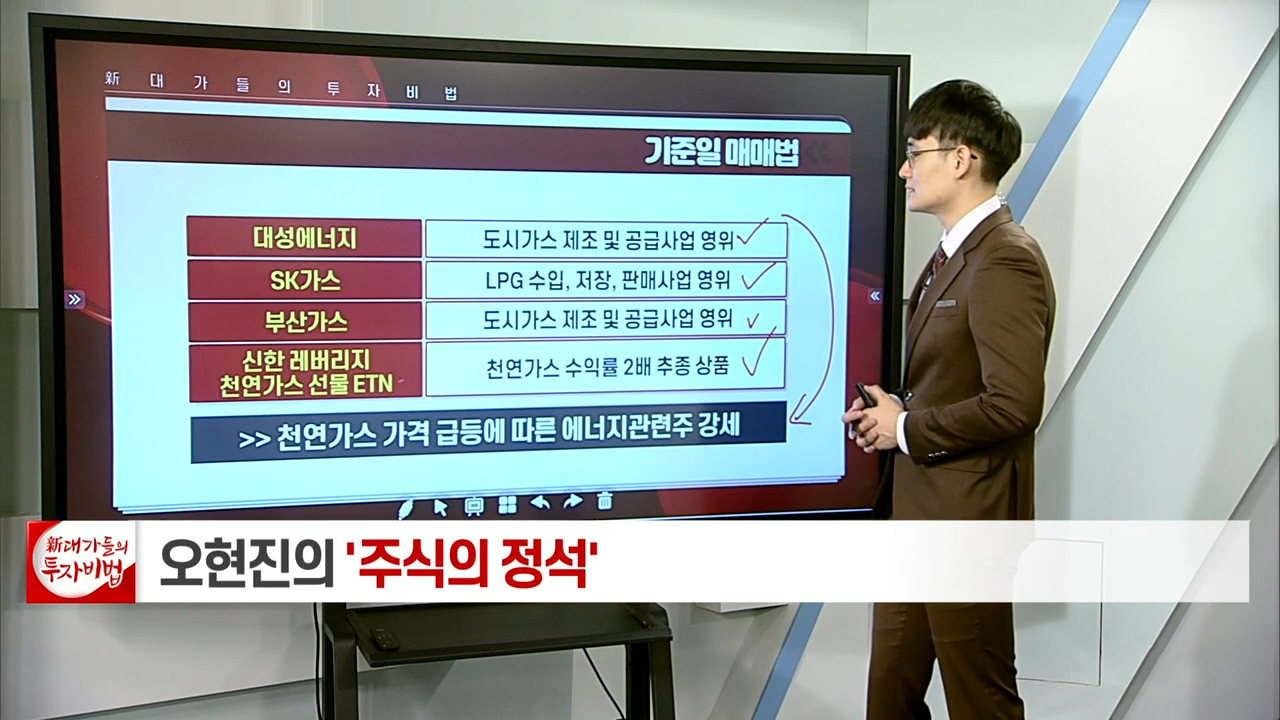 新 대 가 들 의 투 자 비 법
기준일 매매법
대성에너지 도시가스 제조 및 공급사업 영위
SK가스 LPG 수입, 저장, 판매사업 영위
부산가스 도시가스 제조 및 공급사업 영위
신한 레버리지
천연가스 선물 ETN
천연가스 수익률 2배 추종 상품
>> 천연가스 가격 급등에 따른 에너지관련주 강세
新대가들의
투자비법
오현진의 '주식의 정석'